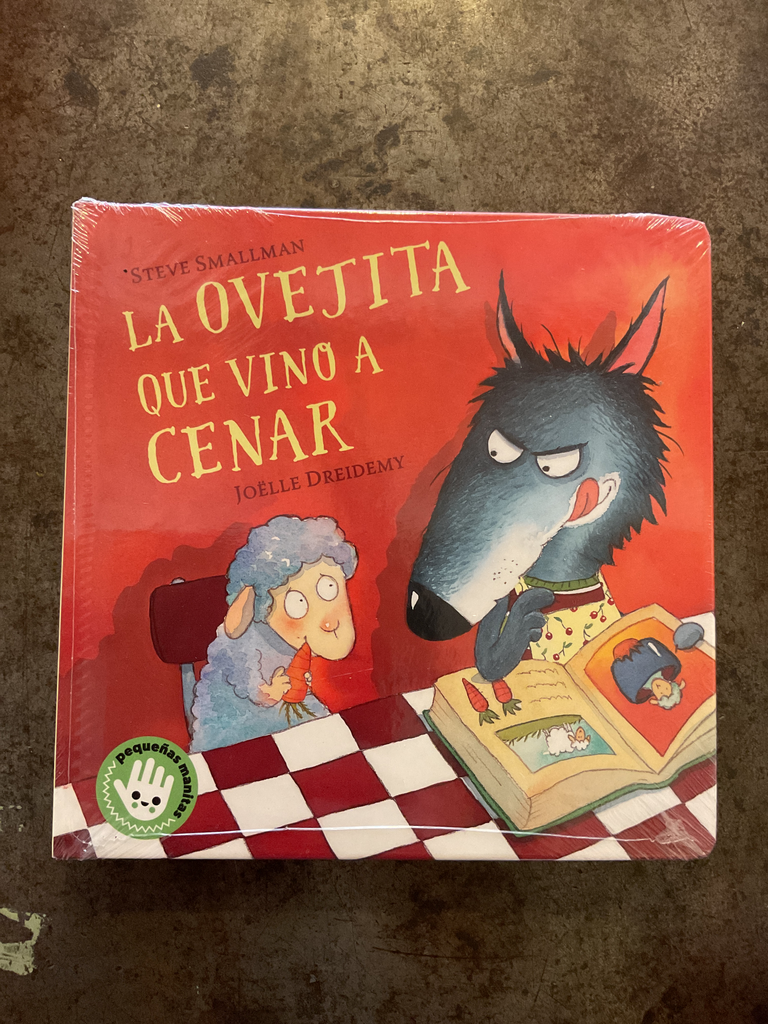 STEVE SMALLMAN
LA OVEJITA
QUE VINO A
CENAR
JOËLLE DREIDEMY
pequeñas manitas